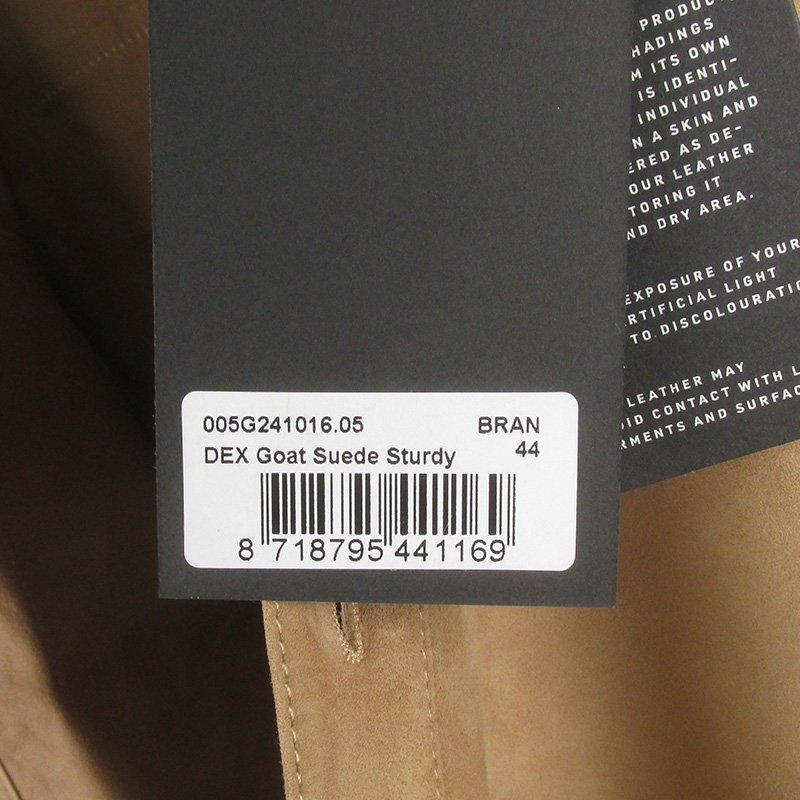 005G241016.05 BRAN
DEX Goat Suede Sturdy 44
8 718795 441169
PRODUC
HADINGS
M ITS OWN
IS IDENTI-
INDIVIDUAL
N A SKIN AND
ERED AS DE-
OUR LEATHER
TORING IT
ND DRY AREA.
EXPOSURE OF YOUR
RTIFICIAL LIGHT
TO DISCOLOURATIO
LEATHER MAY
ID CONTACT WITH L
RMENTS AND SURFAC